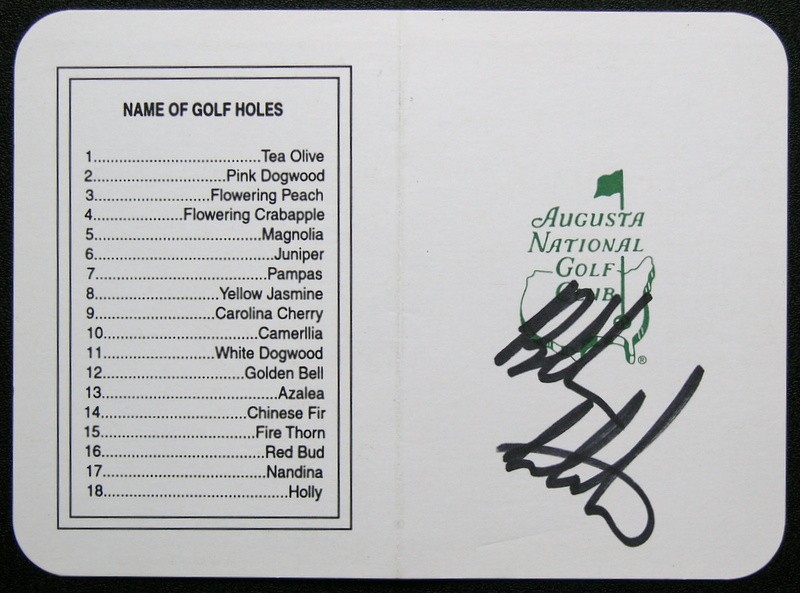 NAME OF GOLF HOLES
1..........................................Tea Olive
2.................................Pink Dogwood
3.............................Flowering Peach
4.......................Flowering Crabapple
5..........................................Magnolia
6.............................................Juniper
7...........................................Pampas
8...............................Yellow Jasmine
9..............................Carolina Cherry
10.......................................Camerllia
11............................White Dogwood
12...................................Golden Bell
13............................................Azalea
14...................................Chinese Fir
15.....................................Fire Thorn
16........................................Red Bud
17.........................................Nandina
18..............................................Holly
AUGUSTA
NATIONAL
GOLF
CLUB
®